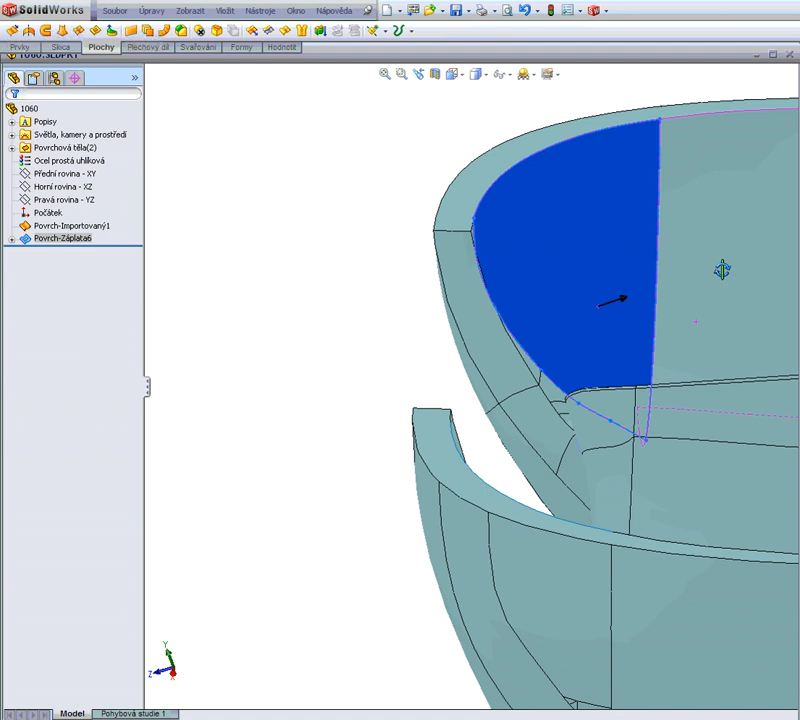 SolidWorks Soubor Úpravy Zobrazit Vložit Nástroje Okno Nápověda
Prvky Skica Plochy Plechový díl Svařování Formy Hodnotit
1060.SLDPRT
1060
Popisy
Světla, kamery a prostředí
Povrchová těla(2)
Ocel prostá uhlíková
Přední rovina - XY
Horní rovina - XZ
Pravá rovina - YZ
Počátek
Povrch-Importovaný1
Povrch-Záplata6
Y
Z
X
Model Pohybová studie 1